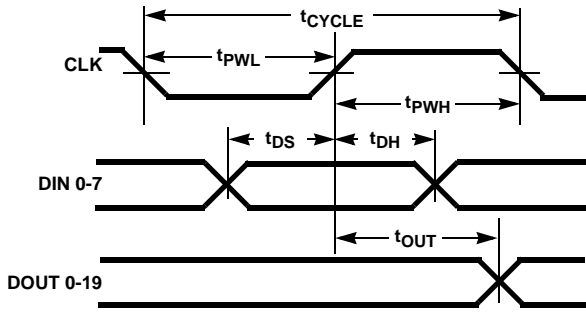 tCYCLE
CLK
tPWL
tPWH
tDS
tDH
DIN 0-7
tOUT
DOUT 0-19